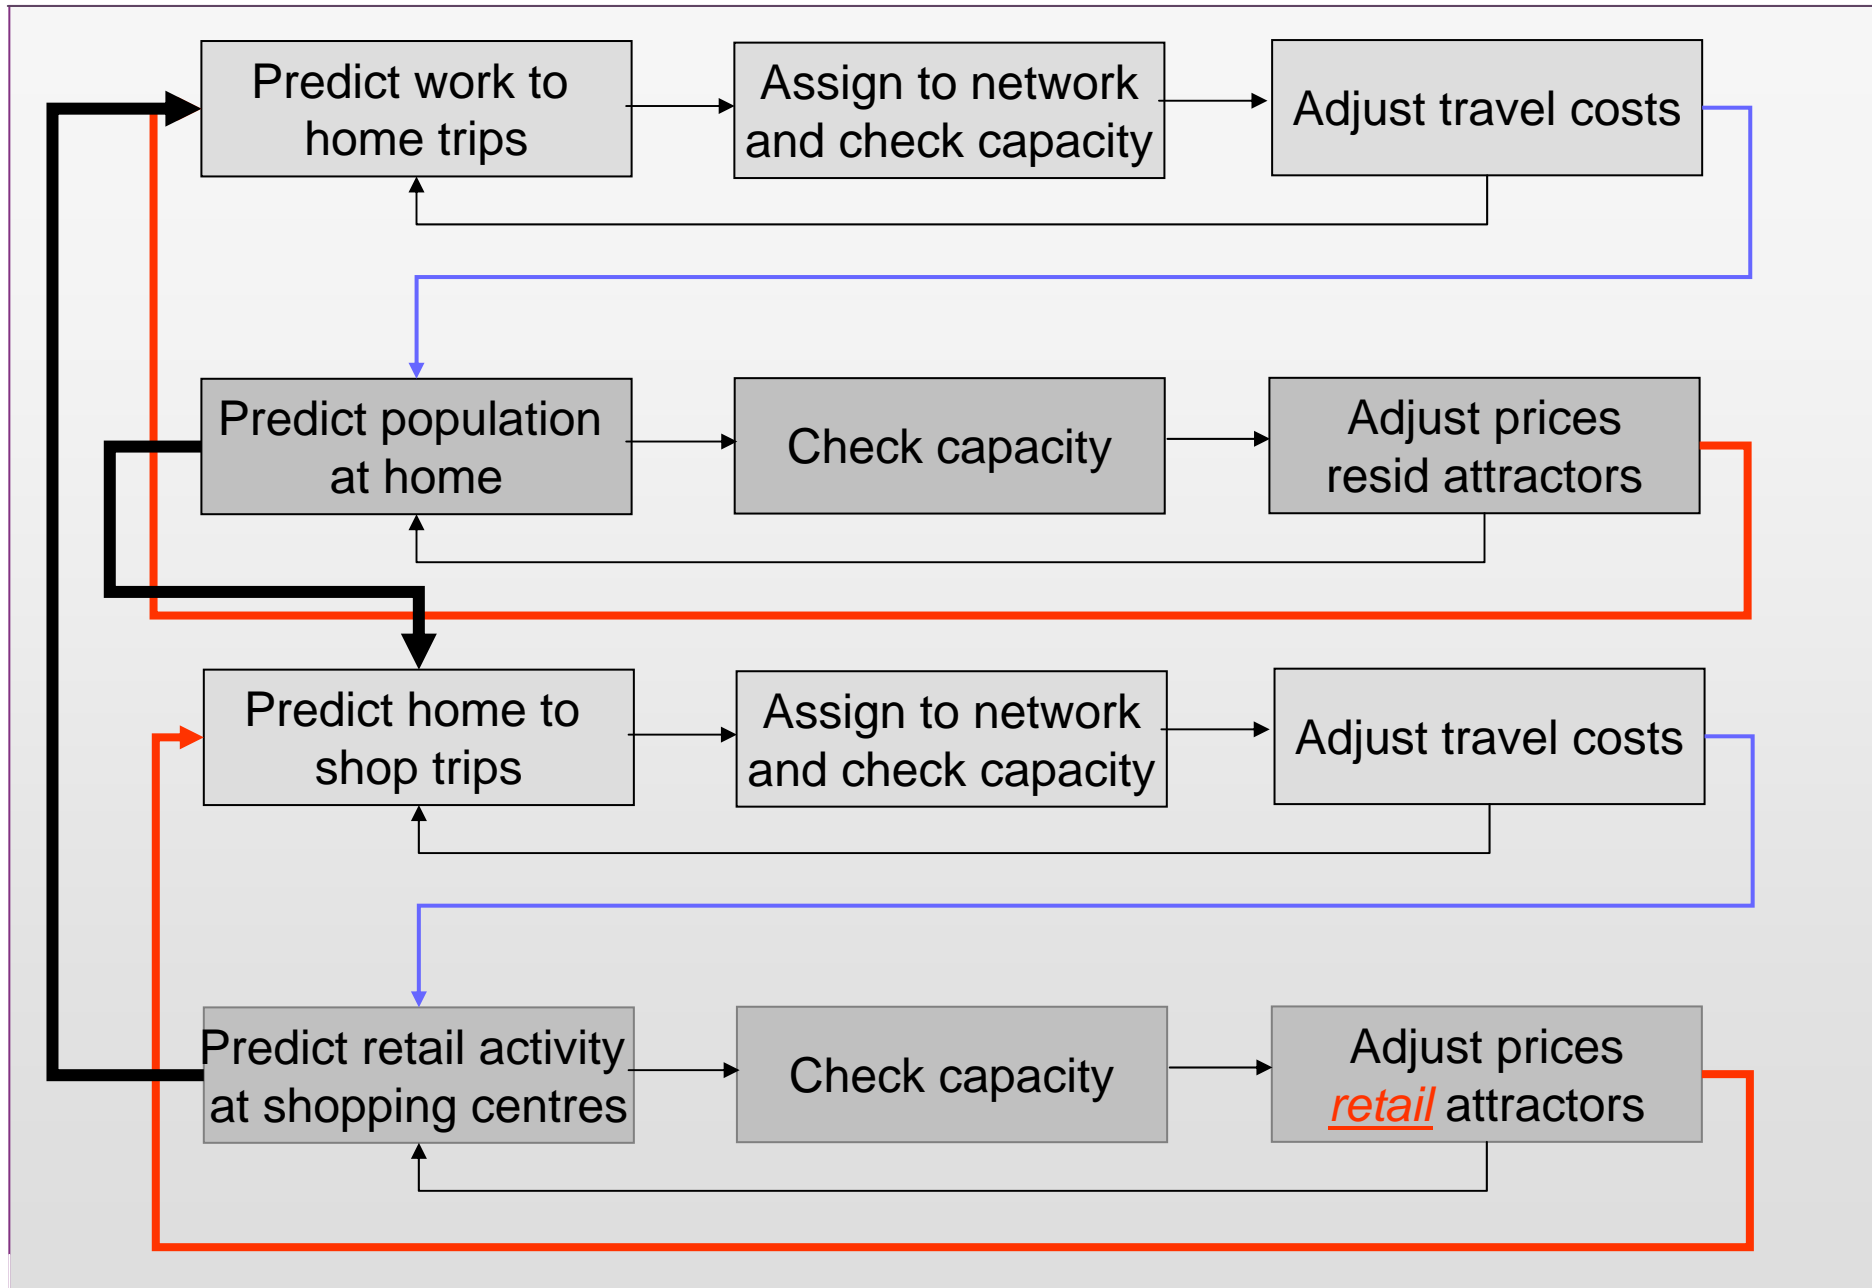 Predict work to
home trips
Assign to network
and check capacity
Adjust travel costs
Predict population
at home
Check capacity
Adjust prices
resid attractors
Predict home to
shop trips
Assign to network
and check capacity
Adjust travel costs
Predict retail activity
at shopping centres
Check capacity
Adjust prices
retail attractors